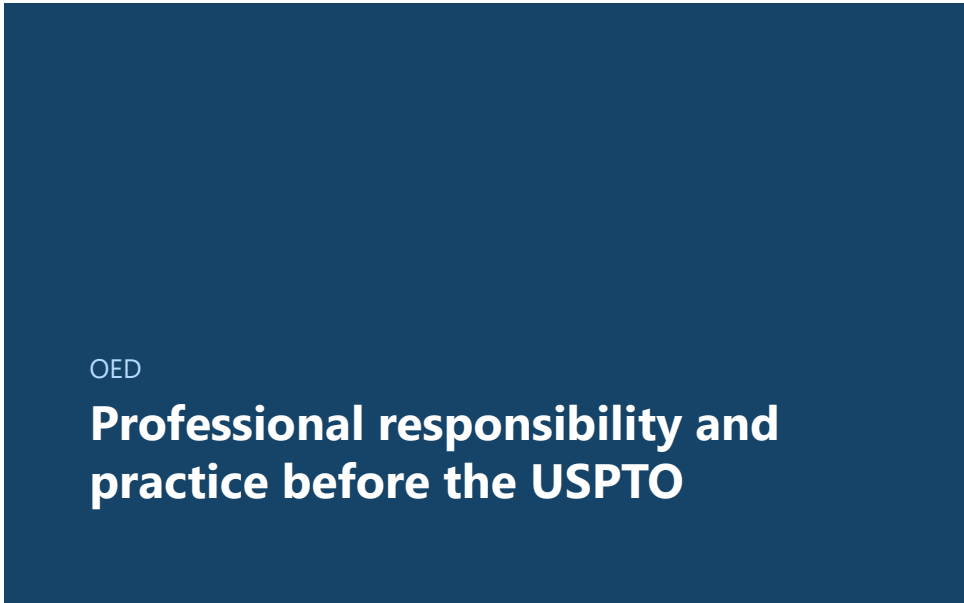 OED
Professional responsibility and
practice before the USPTO